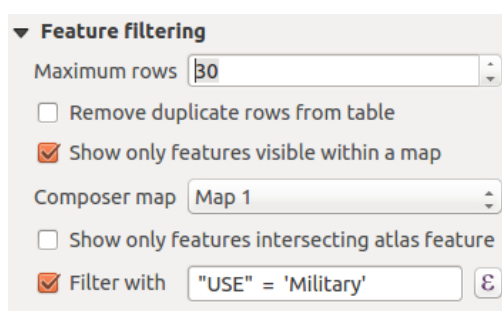 Feature filtering
Maximum rows 30
Remove duplicate rows from table
Show only features visible within a map
Composer map Map 1
Show only features intersecting atlas feature
Filter with "USE" = 'Military' ε